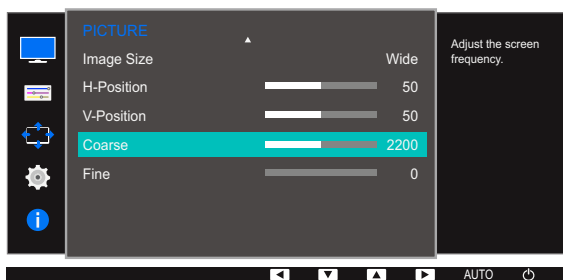 PICTURE
Image Size Wide
H-Position 50
V-Position 50
Coarse 2200
Fine 0
Adjust the screen
frequency.
AUTO